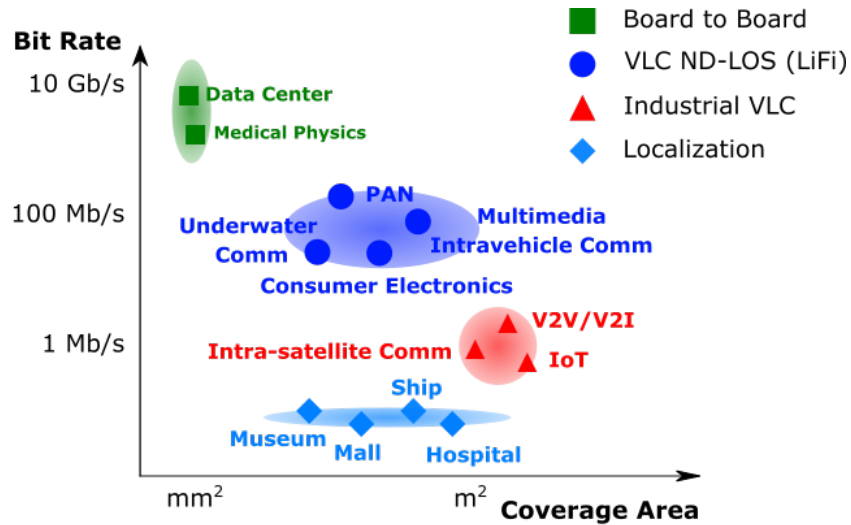 Board to Board
VLC ND-LOS (LiFi)
Industrial VLC
Localization
Bit Rate
10 Gb/s
100 Mb/s
1 Mb/s
Data Center
Medical Physics
PAN
Underwater
Comm
Multimedia
Intravehicle Comm
Consumer Electronics
V2V/V2I
Intra-satellite Comm
IoT
Ship
Museum
Mall
Hospital
mm²
m²
Coverage Area